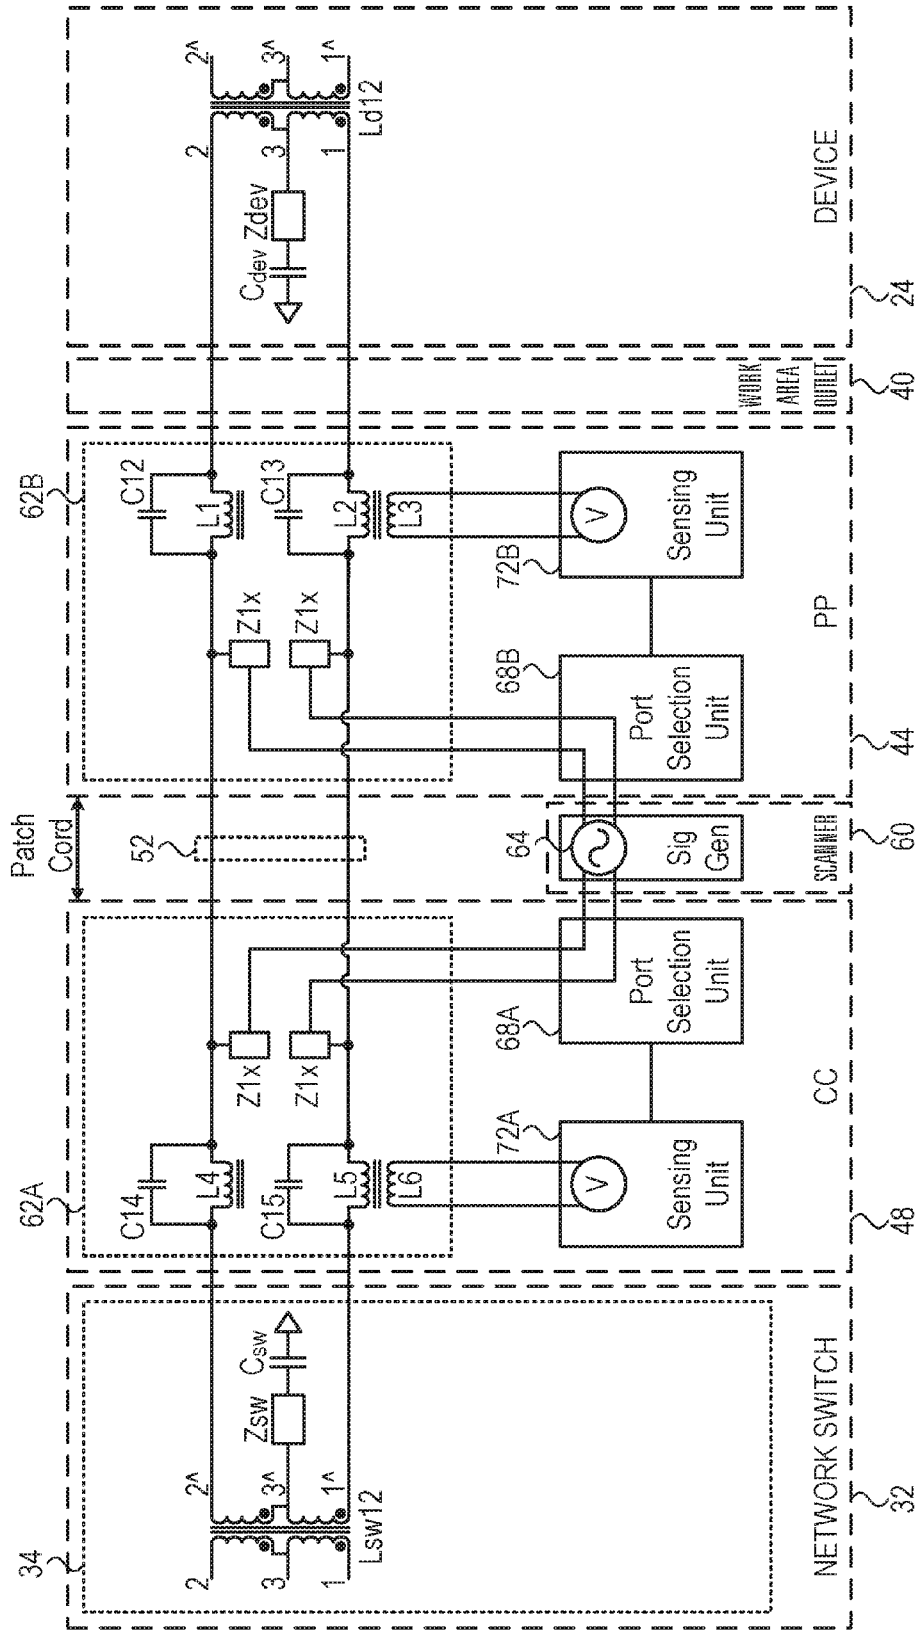 34
2
3
1
Lsw12
2^
3^
1^
Zsw
Csw
NETWORK SWITCH
32
62A
C14
L4
C15
L5
L6
Z1x
Z1x
72A
V
Sensing
Unit
68A
Port
Selection
Unit
CC
48
Patch
Cord
52
64
Sig
Gen
SCANNER
60
62B
Z1x
Z1x
C12
L1
C13
L2
L3
68B
Port
Selection
Unit
72B
V
Sensing
Unit
PP
44
WORK
AREA
OUTLET
40
Cdev
Zdev
2
3
1
Ld12
2^
3^
1^
DEVICE
24